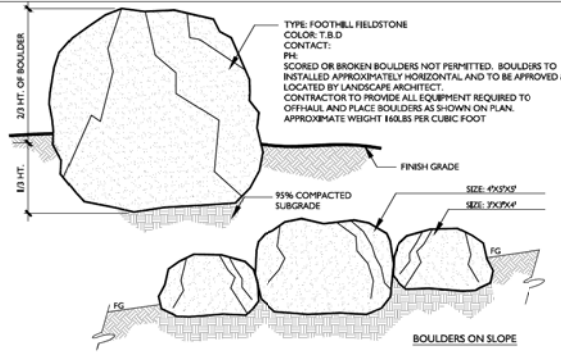 TYPE: FOOTHILL FIELDSTONE
COLOR: T.B.D
CONTACT:
PH:
SCORED OR BROKEN BOULDERS NOT PERMITTED. BOULDERS TO
INSTALLED APPROXIMATELY HORIZONTAL AND TO BE APPROVED &
LOCATED BY LANDSCAPE ARCHITECT.
CONTRACTOR TO PROVIDE ALL EQUIPMENT REQUIRED TO
OFFHAUL AND PLACE BOULDERS AS SHOWN ON PLAN.
APPROXIMATE WEIGHT 160LBS PER CUBIC FOOT
2/3 HT. OF BOULDER
1/3 HT.
FINISH GRADE
95% COMPACTED
SUBGRADE
SIZE: 4'X5'X5'
SIZE: 3'X3'X4'
FG
FG
BOULDERS ON SLOPE